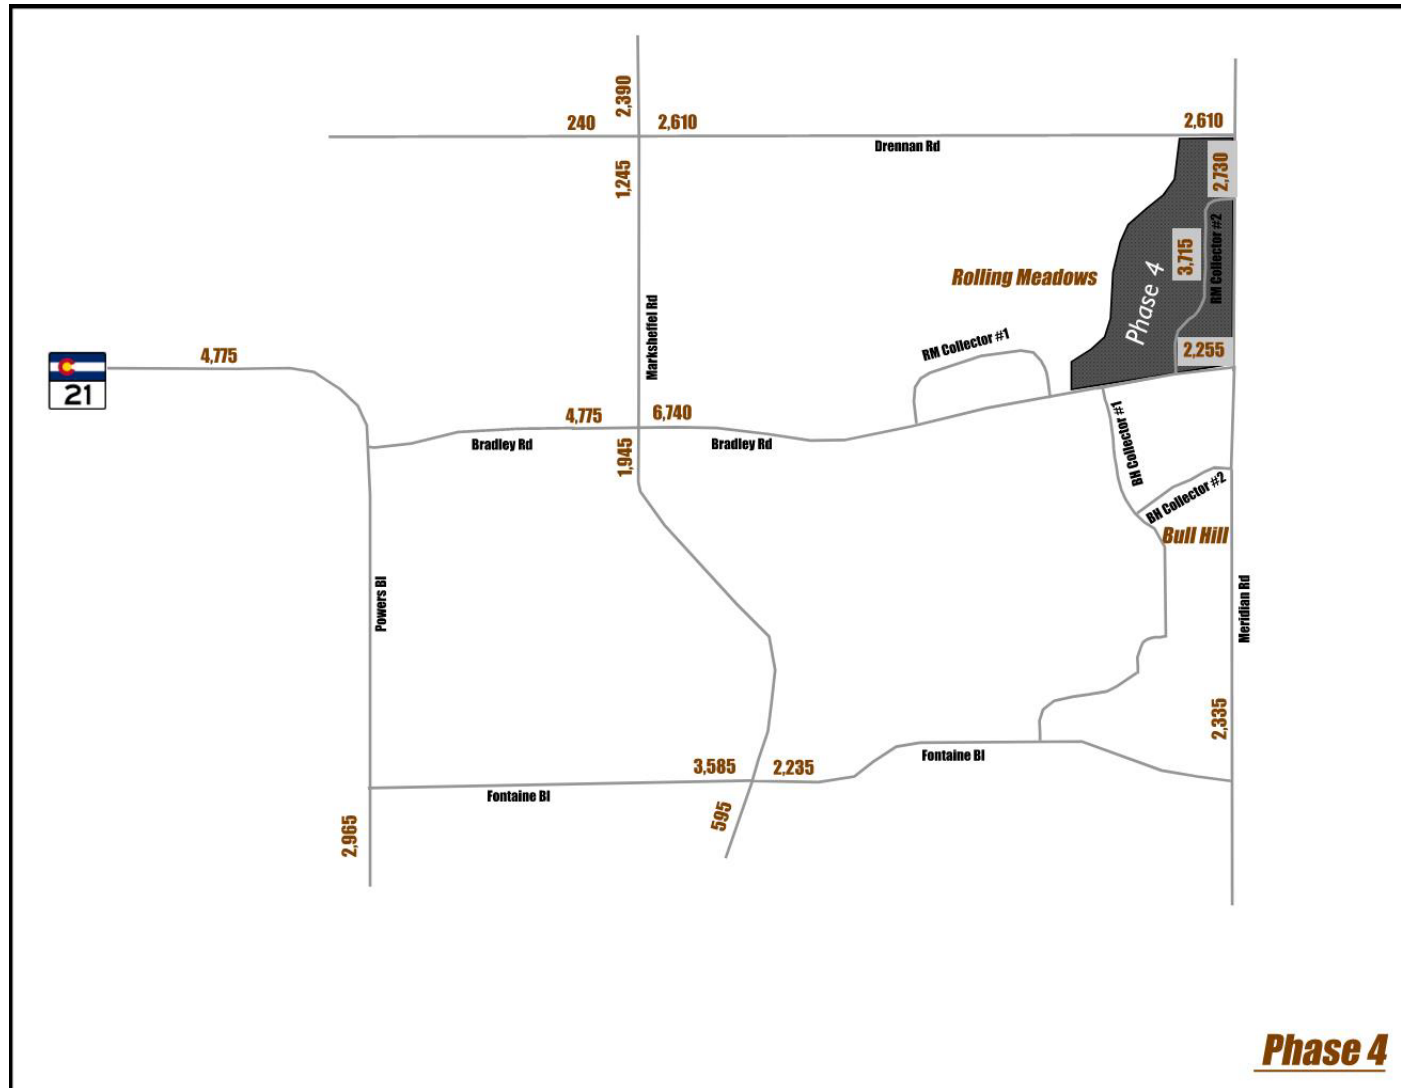 2,390
240
2,610
2,610
Drennan Rd
1,245
2,730
3,715
RM Collector #2
Rolling Meadows
Phase 4
Marksheffel Rd
RM Collector #1
2,255
4,775
21
4,775
6,740
Bradley Rd
Bradley Rd
1,945
BH Collector #1
BH Collector #2
Bull Hill
Powers Bl
Meridian Rd
2,335
3,585
2,235
Fontaine Bl
Fontaine Bl
595
2,965
Phase 4